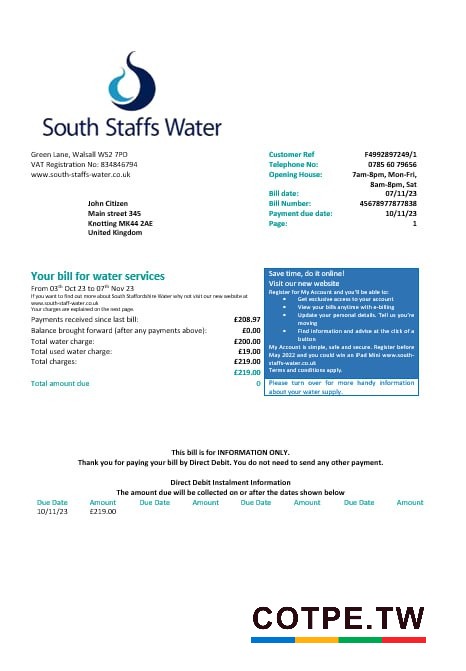 South Staffs Water
Green Lane, Walsall WS2 7PD
VAT Registration No: 834846794
www.south-staffs-water.co.uk
Customer Ref F4992897249/1
Telephone No: 0785 60 79656
Opening House: 7am-8pm, Mon-Fri,
8am-8pm, Sat
Bill date: 07/11/23
Bill Number: 45678977877838
Payment due date: 10/11/23
Page: 1
John Citizen
Main street 345
Knotting MK44 2AE
United Kingdom
Your bill for water services
From 03th Oct 23 to 07th Nov 23
If you want to find out more about South Staffordshire Water why not visit our new website at
www.south-staff-water.co.uk
Your charges are explained on the next page.
Payments received since last bill: £208,97
Balance brought forward (after any payments above): £0.00
Total water charge: £200.00
Total used water charge: £19.00
Total charges: £219.00
£219.00
Total amount due 0
Save time, do it online!
Visit our new website
Register for My Account and you'll be able to:
• Get exclusive access to your account
• View your bills anytime with e-billing
• Update your personal details. Tell us you're
moving
• Find information and advice at the click of a
button
My Account is simple, safe and secure. Register before
May 2022 and you could win an iPad Mini www.south-
staffs-water.co.uk
Terms and conditions apply.
Please turn over for more handy information
about your water supply.
This bill is for INFORMATION ONLY.
Thank you for paying your bill by Direct Debit. You do not need to send any other payment.
Direct Debit Instalment Information
The amount due will be collected on or after the dates shown below
Due Date Amount Due Date Amount Due Date Amount Due Date Amount
10/11/23 £219.00
COTPE.TW